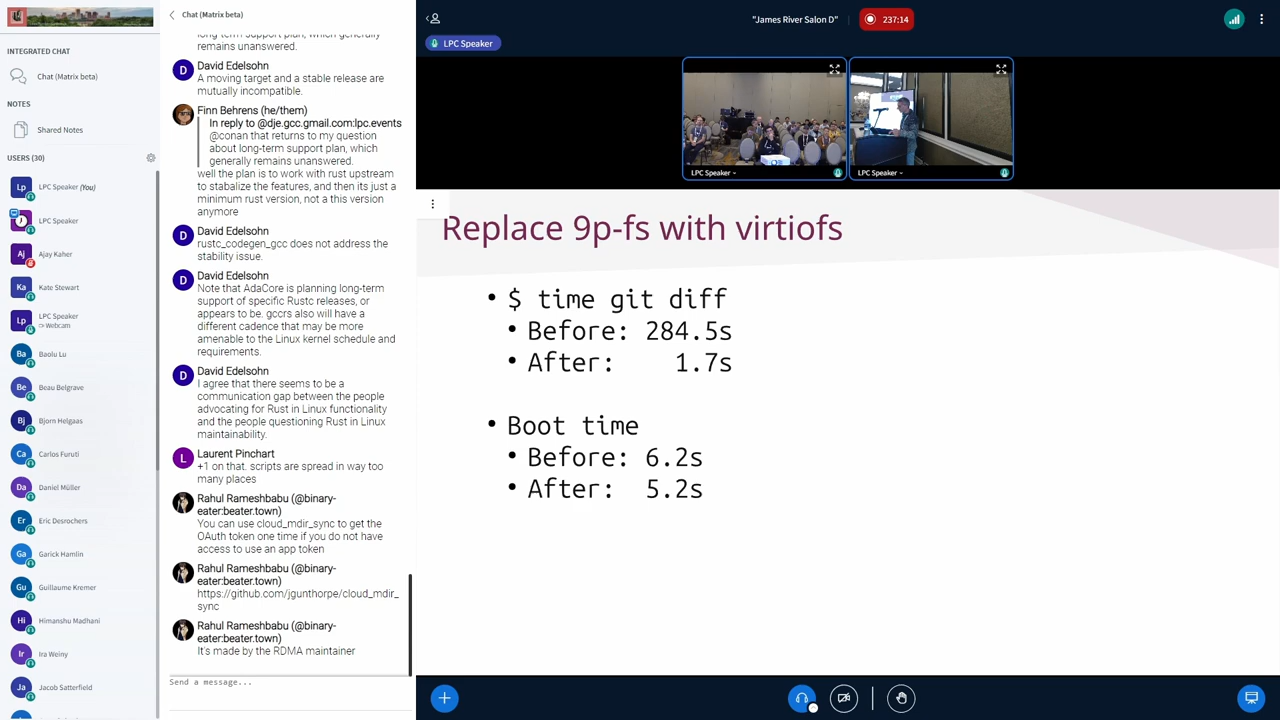 INTEGRATED CHAT
Chat (Matrix beta)
NOTES
Shared Notes
USERS (30)
Lp
LPC Speaker (You)
LPC Speaker
Aj
Ajay Kaher
Ka
Kate Stewart
Lp
LPC Speaker
Webcam
Ba
Baolu Lu
Be
Beau Belgrave
Bj
Bjorn Helgaas
Ca
Carlos Furuti
Da
Daniel Müller
Er
Eric Desrochers
Ga
Garick Hamlin
Gu
Guillaume Kremer
Hi
Himanshu Madhani
Ira Weiny
Ja
Jacob Satterfield
Chat (Matrix beta)
long term support plan, which generally
remains unanswered.
D
David Edelsohn
A moving target and a stable release are
mutually incompatible.
Finn Behrens (he/them)
In reply to @dje.gcc.gmail.com:lpc.events
@conan that returns to my question
about long-term support plan, which
generally remains unanswered.
well the plan is to work with rust upstream
to stabalize the features, and then its just a
minimum rust version, not a this version
anymore
D
David Edelsohn
rustc_codegen_gcc does not address the
stability issue.
D
David Edelsohn
Note that AdaCore is planning long-term
support of specific Rustc releases, or
appears to be. gccrs also will have a
different cadence that may be more
amenable to the Linux kernel schedule and
requirements.
D
David Edelsohn
I agree that there seems to be a
communication gap between the people
advocating for Rust in Linux functionality
and the people questioning Rust in Linux
maintainability.
L
Laurent Pinchart
+1 on that. scripts are spread in way too
many places
Rahul Rameshbabu (@binary-
eater:beater.town)
You can use cloud_mdir_sync to get the
OAuth token one time if you do not have
access to use an app token
Rahul Rameshbabu (@binary-
eater:beater.town)
https://github.com/jgunthorpe/cloud_mdir_
sync
Rahul Rameshbabu (@binary-
eater:beater.town)
It's made by the RDMA maintainer
Send a message...
"James River Salon D"
237:14
LPC Speaker
LPC Speaker
LPC Speaker
Replace 9p-fs with virtiofs
• $ time git diff
• Before: 284.5s
• After: 1.7s
• Boot time
• Before: 6.2s
• After: 5.2s